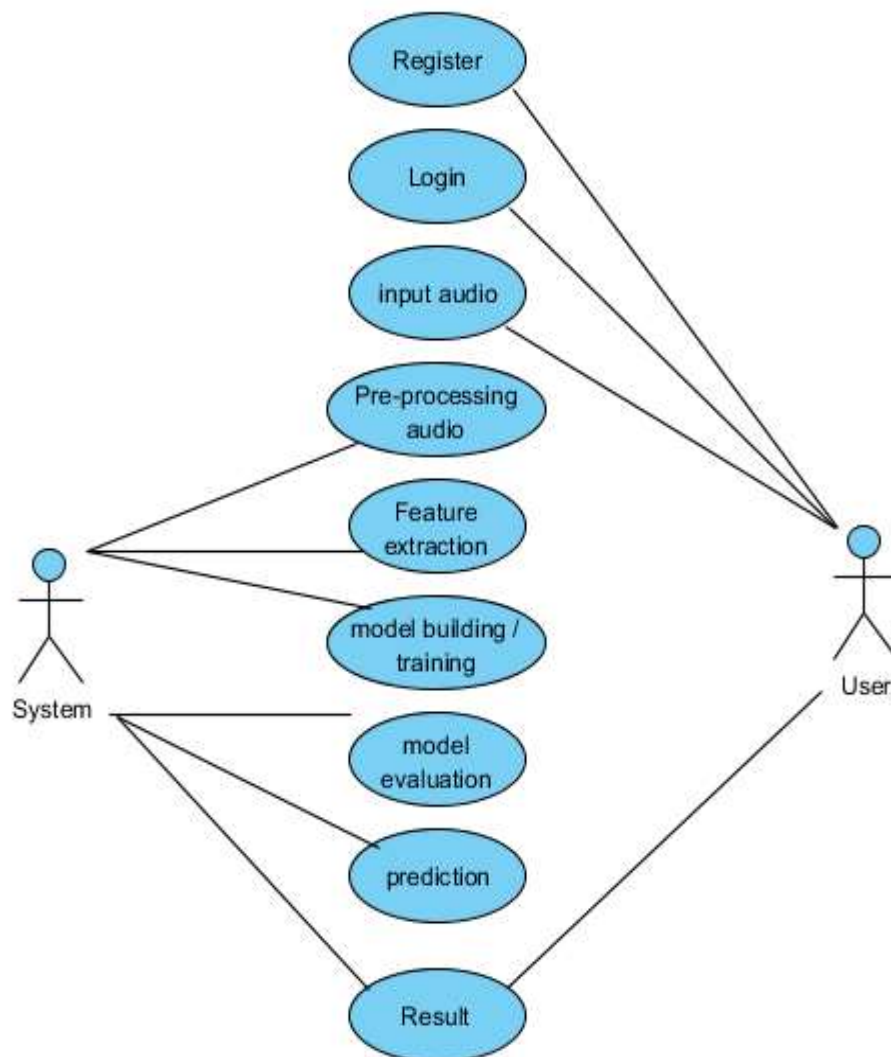 Register
Login
input audio
Pre-processing
audio
Feature
extraction
model building /
training
System
User
model
evaluation
prediction
Result